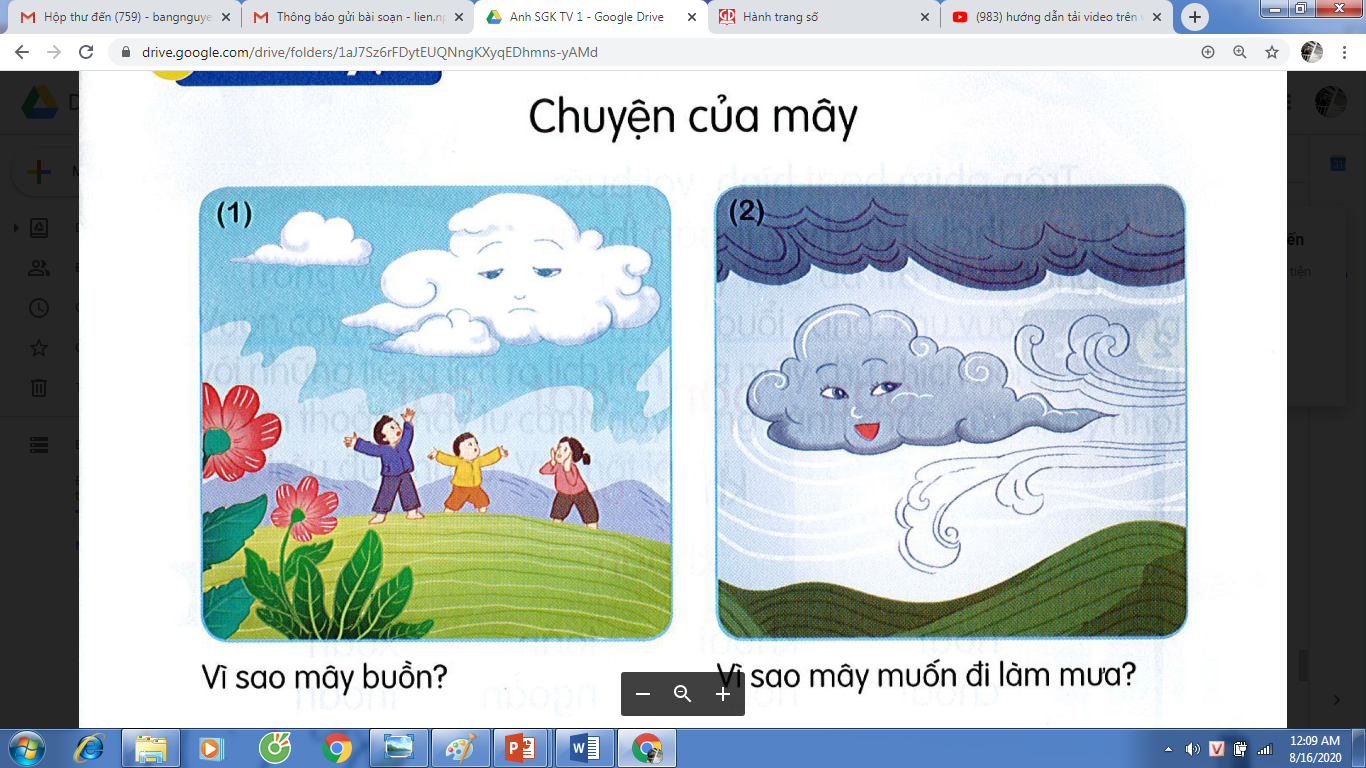 Hộp thư đến (759) - bangnguye
Thông báo gửi bài soạn - lien.n
Anh SGK TV 1 - Google Drive
Hành trang số
(983) hướng dẫn tải video trên
drive.google.com/drive/folders/1aJ7Sz6rFDytEUQNngKXyqEDhmns-yAMd
Chuyện của mây
(1)
(2)
Vì sao mây buồn?
Vì sao mây muốn đi làm mưa?
12:09 AM
8/16/2020